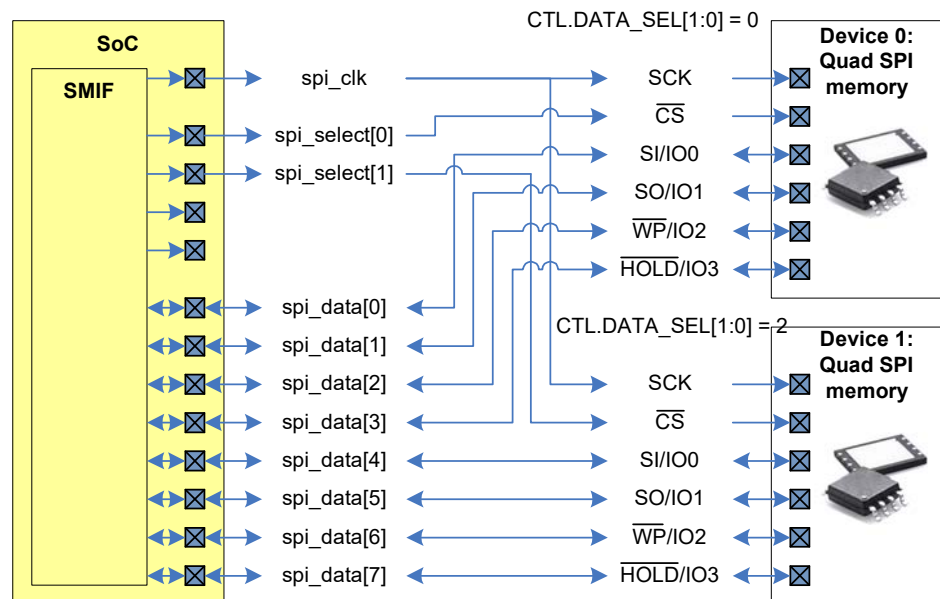 CTL.DATA_SEL[1:0] = 0
SoC
SMIF
Device 0:
Quad SPI
memory
spi_clk
SCK
spi_select[0]
CS
spi_select[1]
SI/IO0
SO/IO1
WP/IO2
HOLD/IO3
spi_data[0]
CTL.DATA_SEL[1:0] = 2
spi_data[1]
Device 1:
Quad SPI
memory
spi_data[2]
SCK
spi_data[3]
CS
spi_data[4]
SI/IO0
spi_data[5]
SO/IO1
spi_data[6]
WP/IO2
spi_data[7]
HOLD/IO3